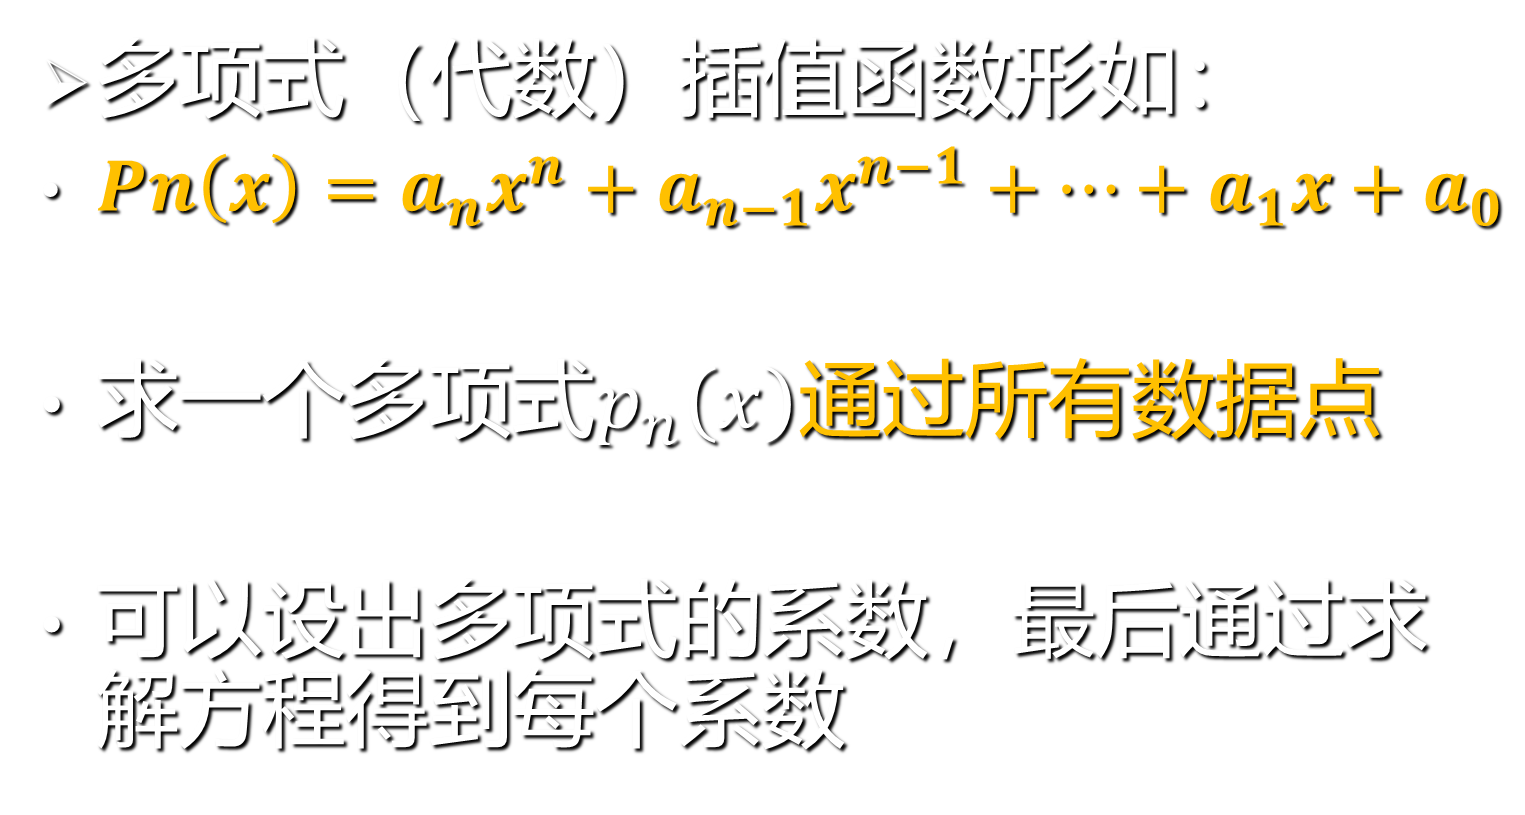 ➢多项式（代数）插值函数形如：
• Pn(x) = aₙxⁿ + aₙ₋₁xⁿ⁻¹ + ⋯ + a₁x + a₀
• 求一个多项式pₙ(x)通过所有数据点
• 可以设出多项式的系数，最后通过求
解方程得到每个系数